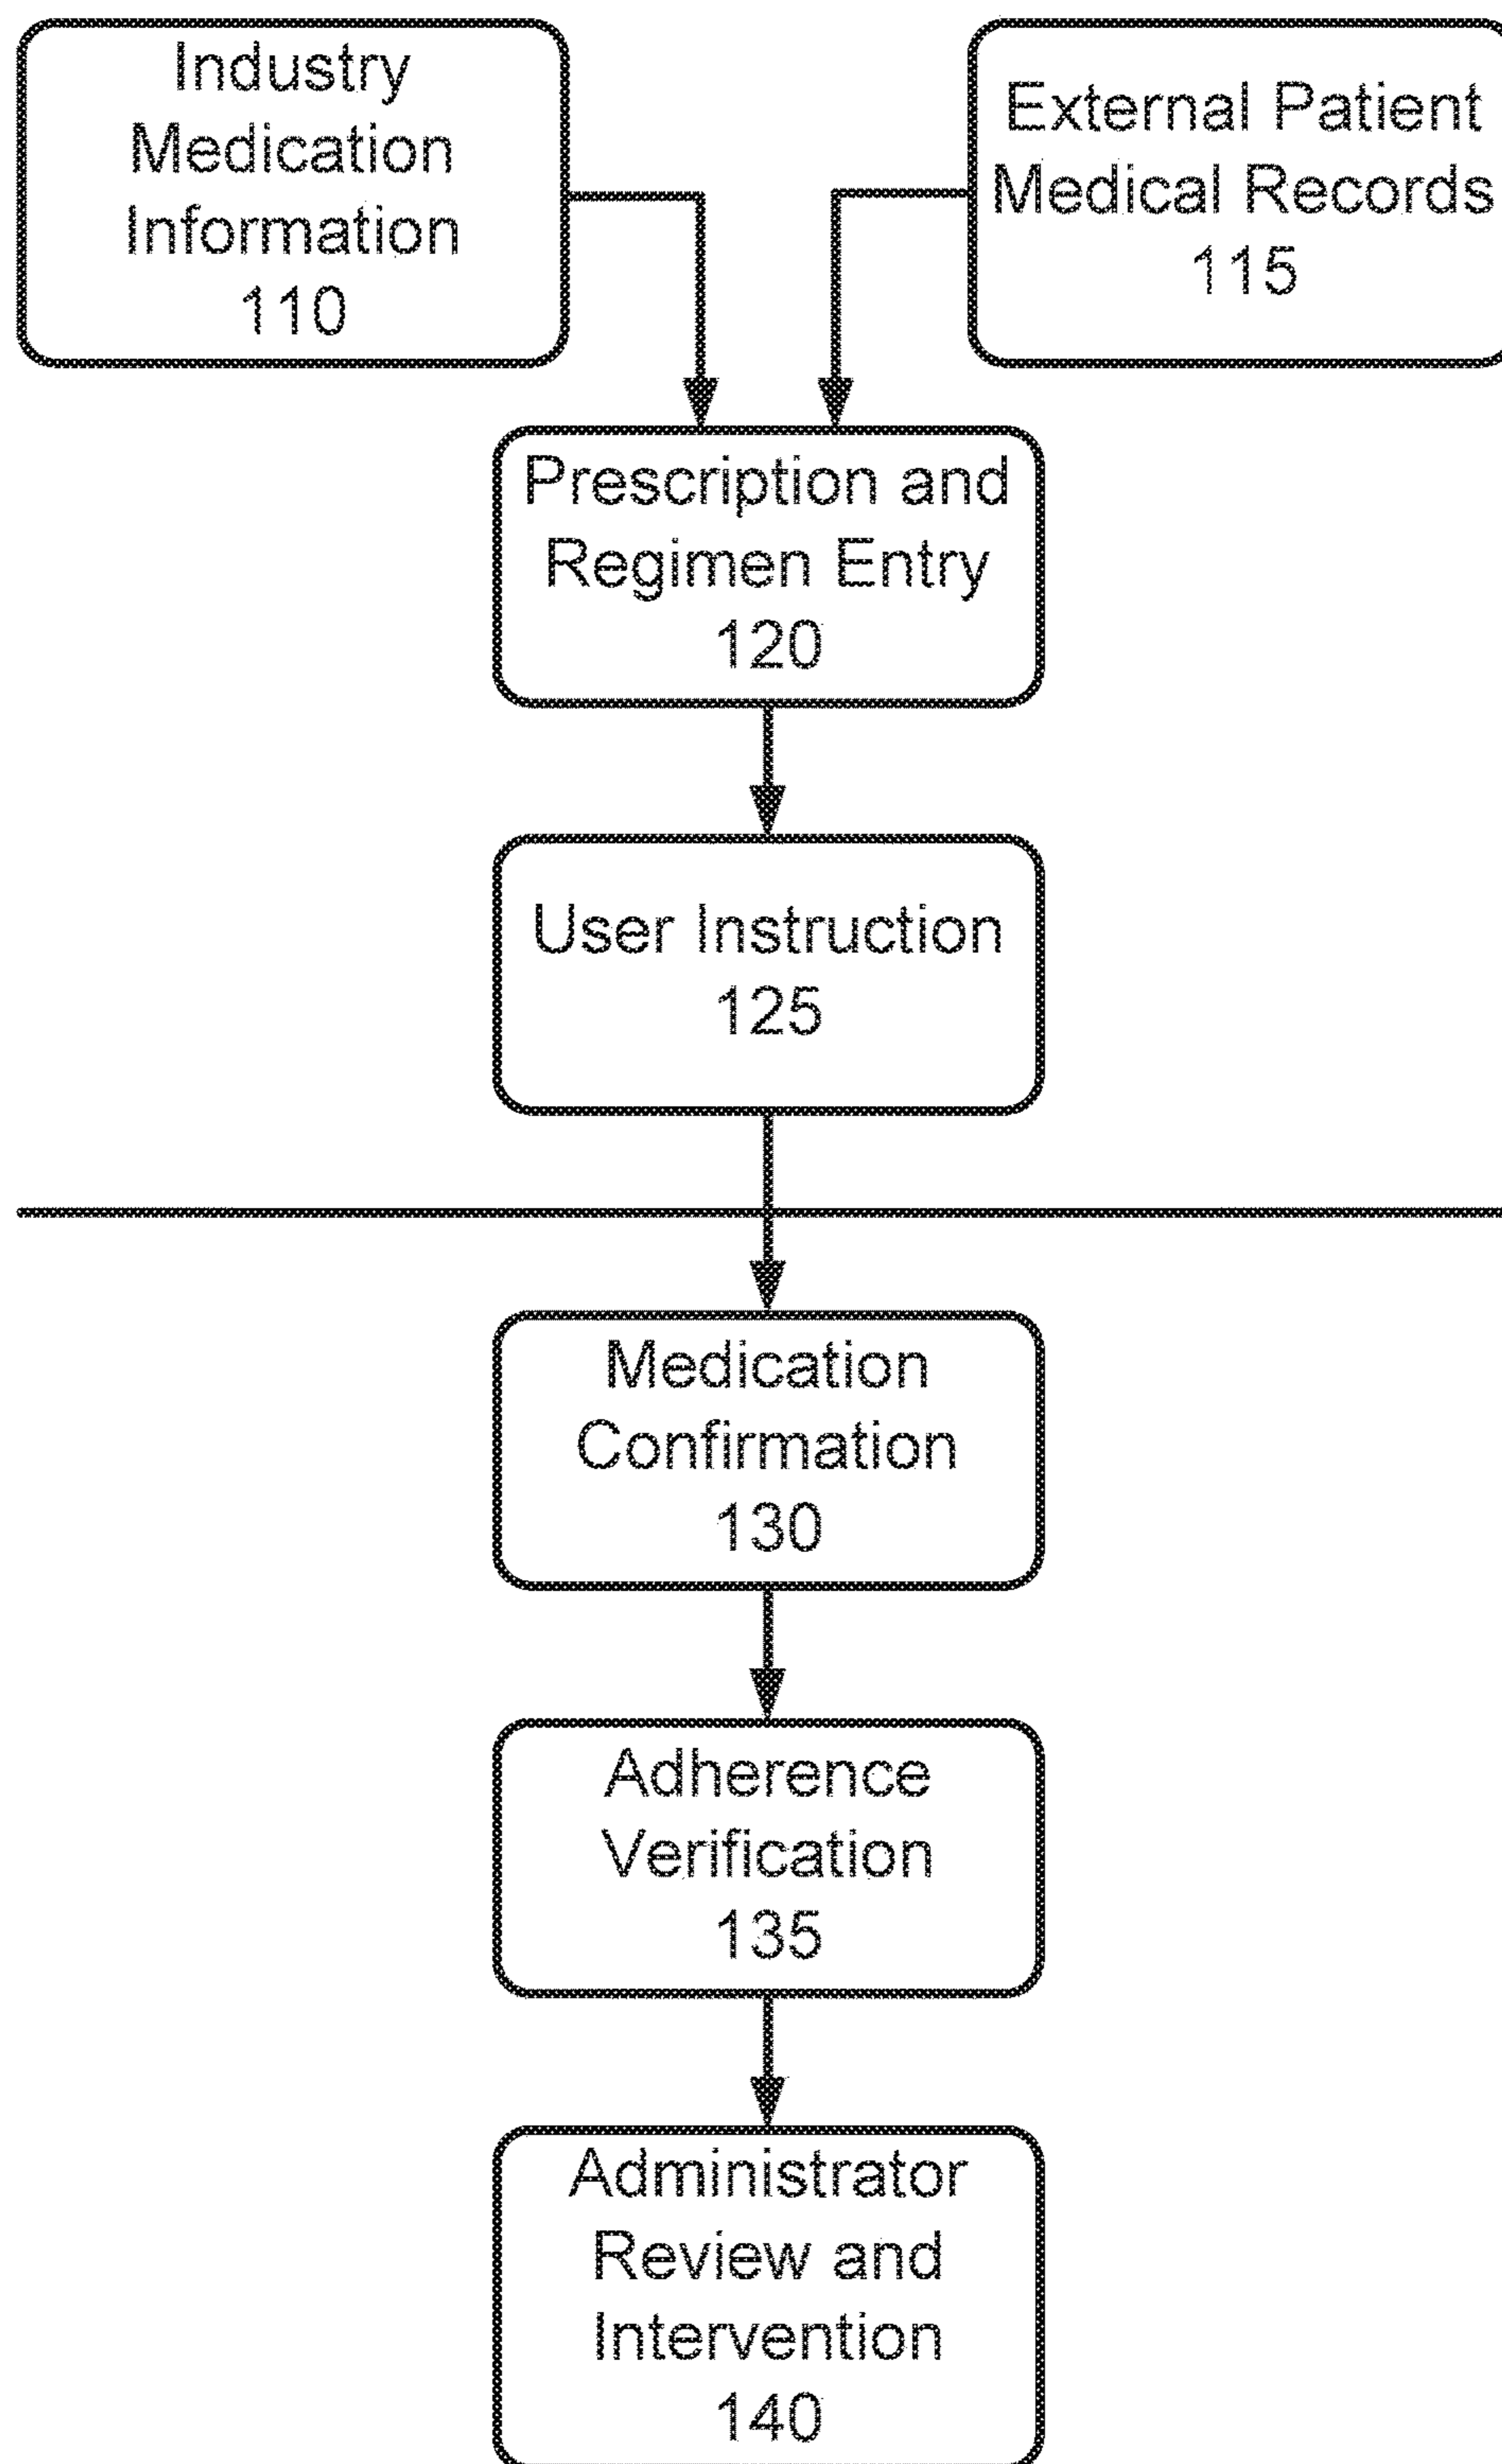 Industry
Medication
Information
110
External Patient
Medical Records
115
Prescription and
Regimen Entry
120
User Instruction
125
Medication
Confirmation
130
Adherence
Verification
135
Administrator
Review and
Intervention
140